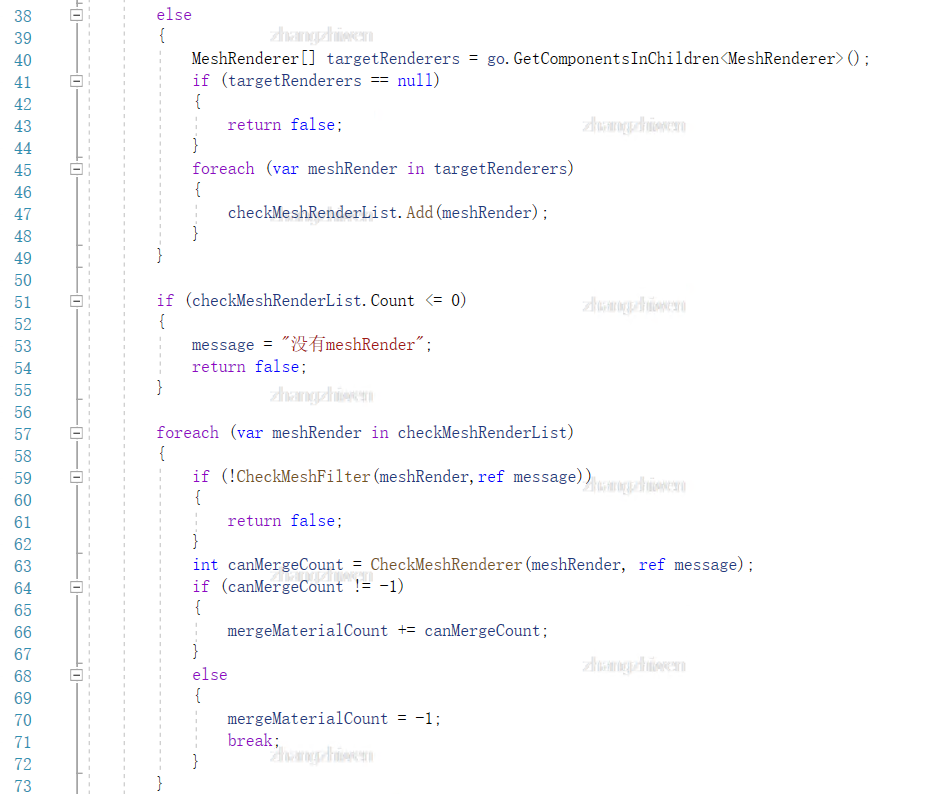 38 else
39 {
40 MeshRenderer[] targetRenderers = go.GetComponentsInChildren<MeshRenderer>();
41 if (targetRenderers == null)
42 {
43 return false;
44 }
45 foreach (var meshRender in targetRenderers)
46 {
47 checkMeshRenderList.Add(meshRender);
48 }
49 }
50
51 if (checkMeshRenderList.Count <= 0)
52 {
53 message = "没有meshRender";
54 return false;
55 }
56
57 foreach (var meshRender in checkMeshRenderList)
58 {
59 if (!CheckMeshFilter(meshRender,ref message))
60 {
61 return false;
62 }
63 int canMergeCount = CheckMeshRenderer(meshRender, ref message);
64 if (canMergeCount != -1)
65 {
66 mergeMaterialCount += canMergeCount;
67 }
68 else
69 {
70 mergeMaterialCount = -1;
71 break;
72 }
73 }